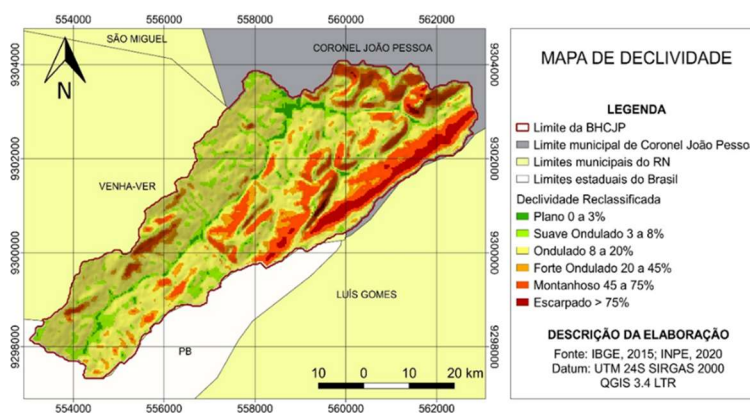 554000 556000 558000 560000 562000
SÃO MIGUEL
CORONEL JOÃO PESSOA
9304000
9304000
N
9302000
9302000
VENHA-VER
9300000
9300000
LUÍS GOMES
9298000
9298000
PB
10 0 10 20 km
554000 556000 558000 560000 562000
MAPA DE DECLIVIDADE
LEGENDA
Limite da BHCJP
Limite municipal de Coronel João Pesso
Limites municipais do RN
Limites estaduais do Brasil
Declividade Reclassificada
Plano 0 a 3%
Suave Ondulado 3 a 8%
Ondulado 8 a 20%
Forte Ondulado 20 a 45%
Montanhoso 45 a 75%
Escarpado > 75%
DESCRIÇÃO DA ELABORAÇÃO
Fonte: IBGE, 2015; INPE, 2020
Datum: UTM 24S SIRGAS 2000
QGIS 3.4 LTR